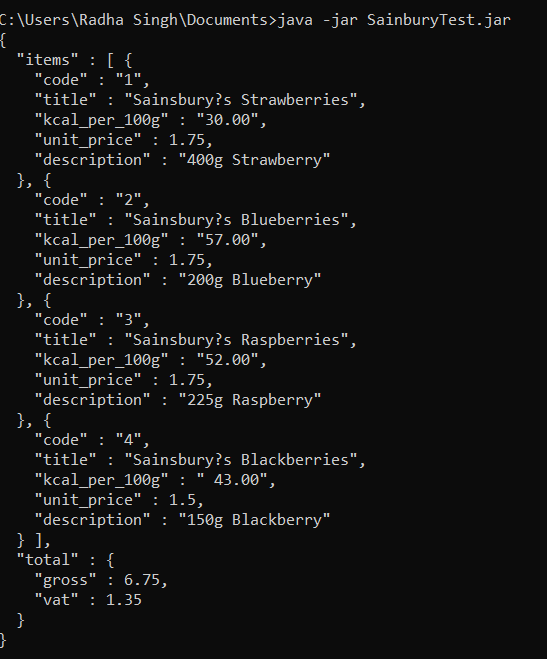 C:\Users\Radha Singh\Documents>java -jar SainburyTest.jar
{
  "items" : [ {
    "code" : "1",
    "title" : "Sainsbury?s Strawberries",
    "kcal_per_100g" : "30.00",
    "unit_price" : 1.75,
    "description" : "400g Strawberry"
  }, {
    "code" : "2",
    "title" : "Sainsbury?s Blueberries",
    "kcal_per_100g" : "57.00",
    "unit_price" : 1.75,
    "description" : "200g Blueberry"
  }, {
    "code" : "3",
    "title" : "Sainsbury?s Raspberries",
    "kcal_per_100g" : "52.00",
    "unit_price" : 1.75,
    "description" : "225g Raspberry"
  }, {
    "code" : "4",
    "title" : "Sainsbury?s Blackberries",
    "kcal_per_100g" : " 43.00",
    "unit_price" : 1.5,
    "description" : "150g Blackberry"
  } ],
  "total" : {
    "gross" : 6.75,
    "vat" : 1.35
  }
}